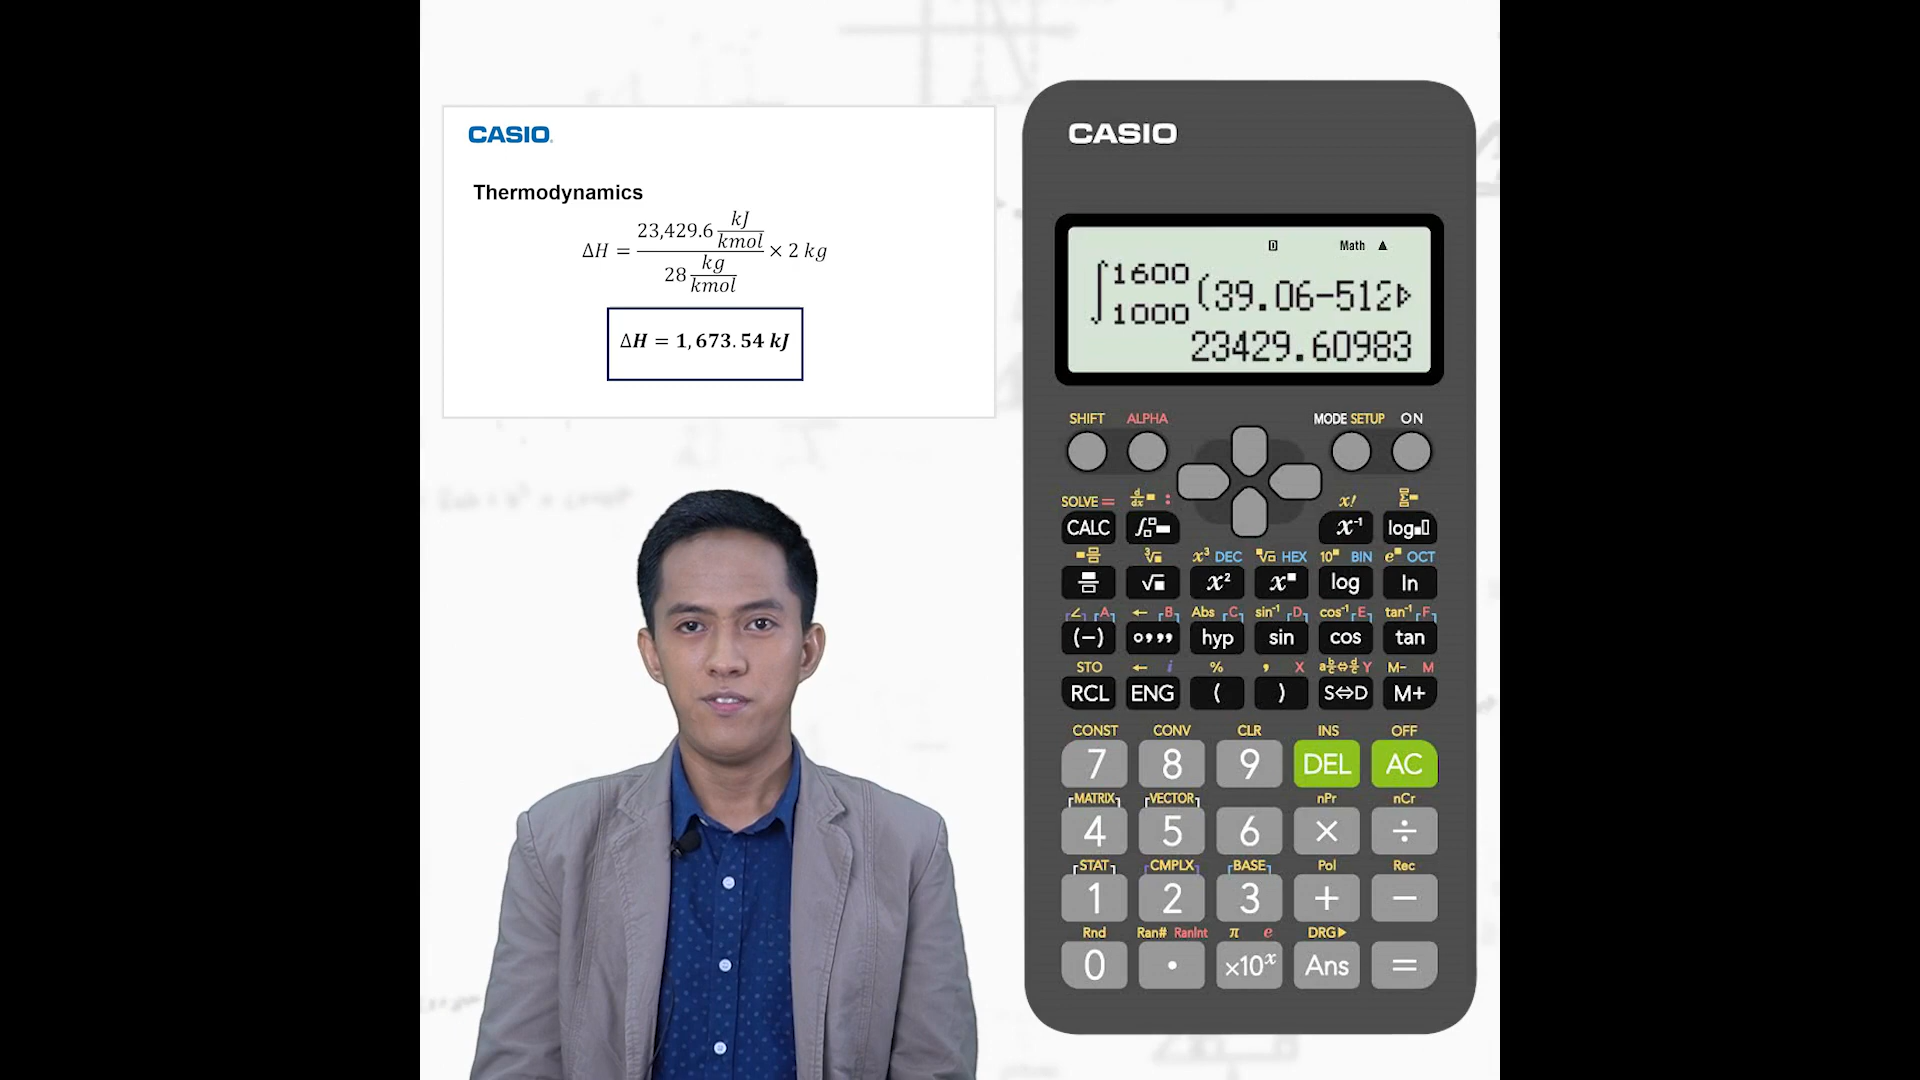 CASIO
Thermodynamics
ΔH = 23,429.6 kJ/kmol / 28 kg/kmol × 2 kg
ΔH = 1,673.54 kJ
CASIO
D Math ▲
∫ 1600 1000 (39.06-512▷
23429.60983
SHIFT ALPHA MODE SETUP ON
SOLVE = d/dx■ : x! Σ■
CALC ∫■ x⁻¹ log■□
■ ³√■ x³ DEC ■√□ HEX 10■ BIN e■ OCT
√■ x² x■ log ln
∠ A ← B Abs C sin⁻¹ D cos⁻¹ E tan⁻¹ F
(−) °,,, hyp sin cos tan
STO ← i % , X a b/c⇔d/c Y M− M
RCL ENG ( ) S⇔D M+
CONST CONV CLR INS OFF
7 8 9 DEL AC
MATRIX VECTOR nPr nCr
4 5 6 × ÷
STAT CMPLX BASE Pol Rec
1 2 3 + −
Rnd Ran# RanInt π e DRG▶
0 · ×10ˣ Ans =